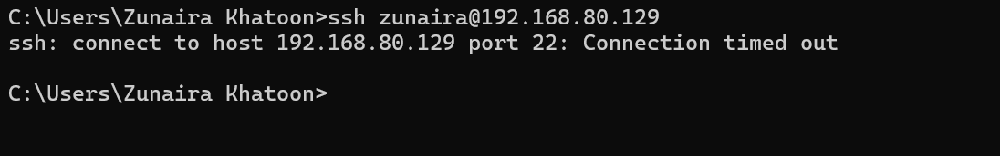 C:\Users\Zunaira Khatoon>ssh zunaira@192.168.80.129
ssh: connect to host 192.168.80.129 port 22: Connection timed out
C:\Users\Zunaira Khatoon>